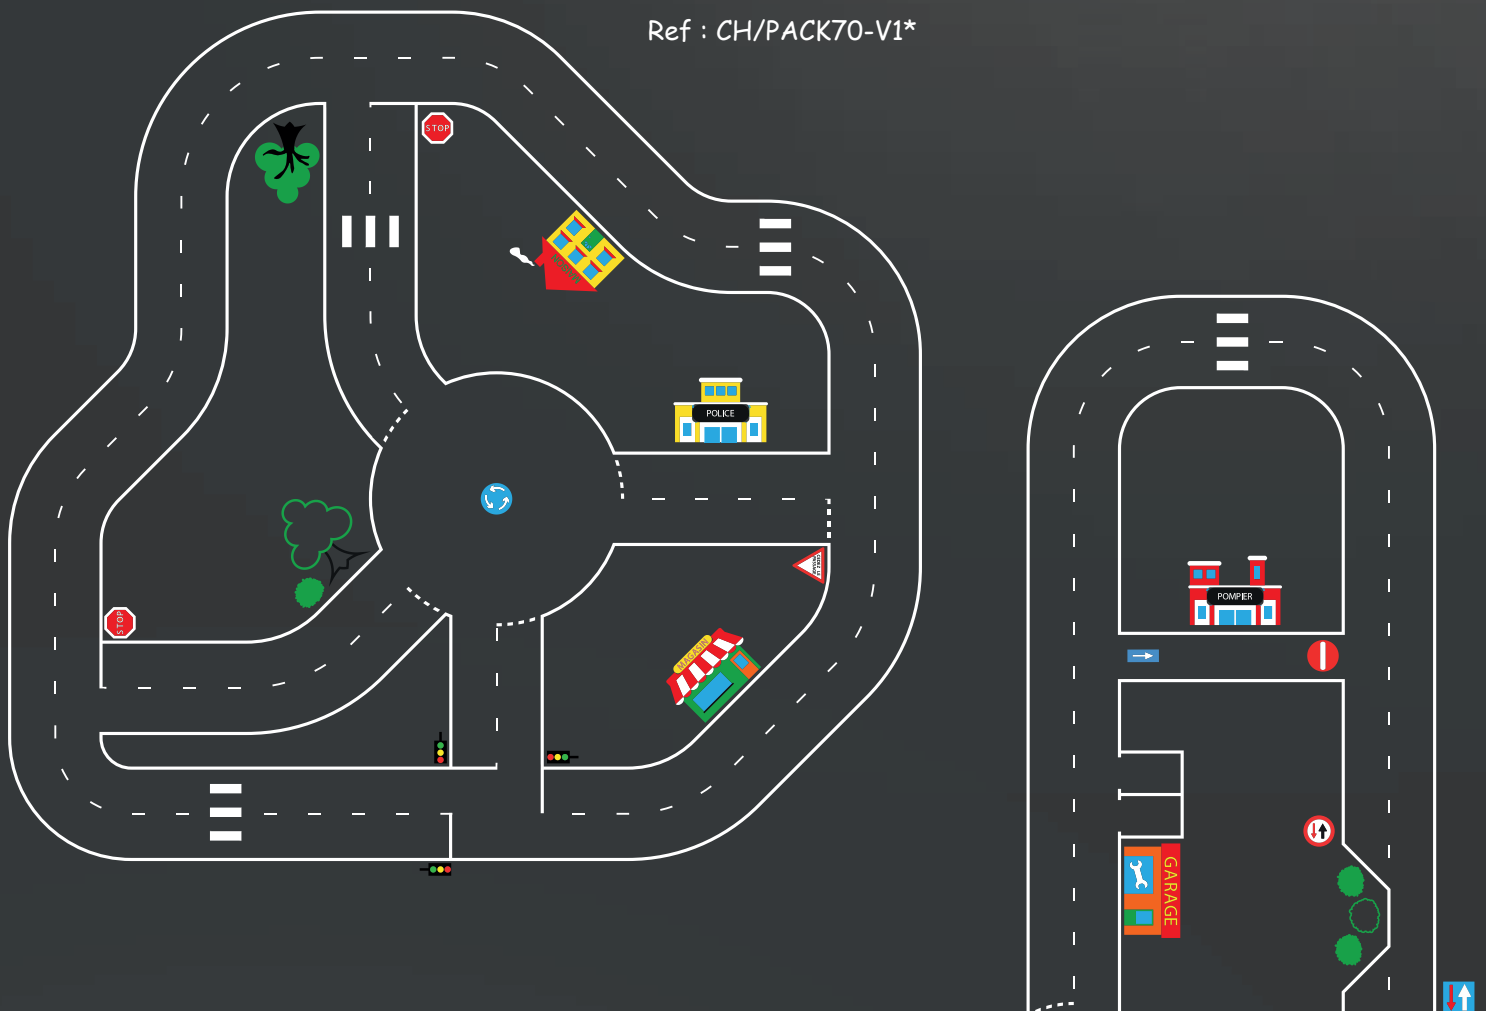 Ref : CH/PACK70-V1*
STOP
POLICE
STOP
MAGASIN
POMPIER
GARAGE